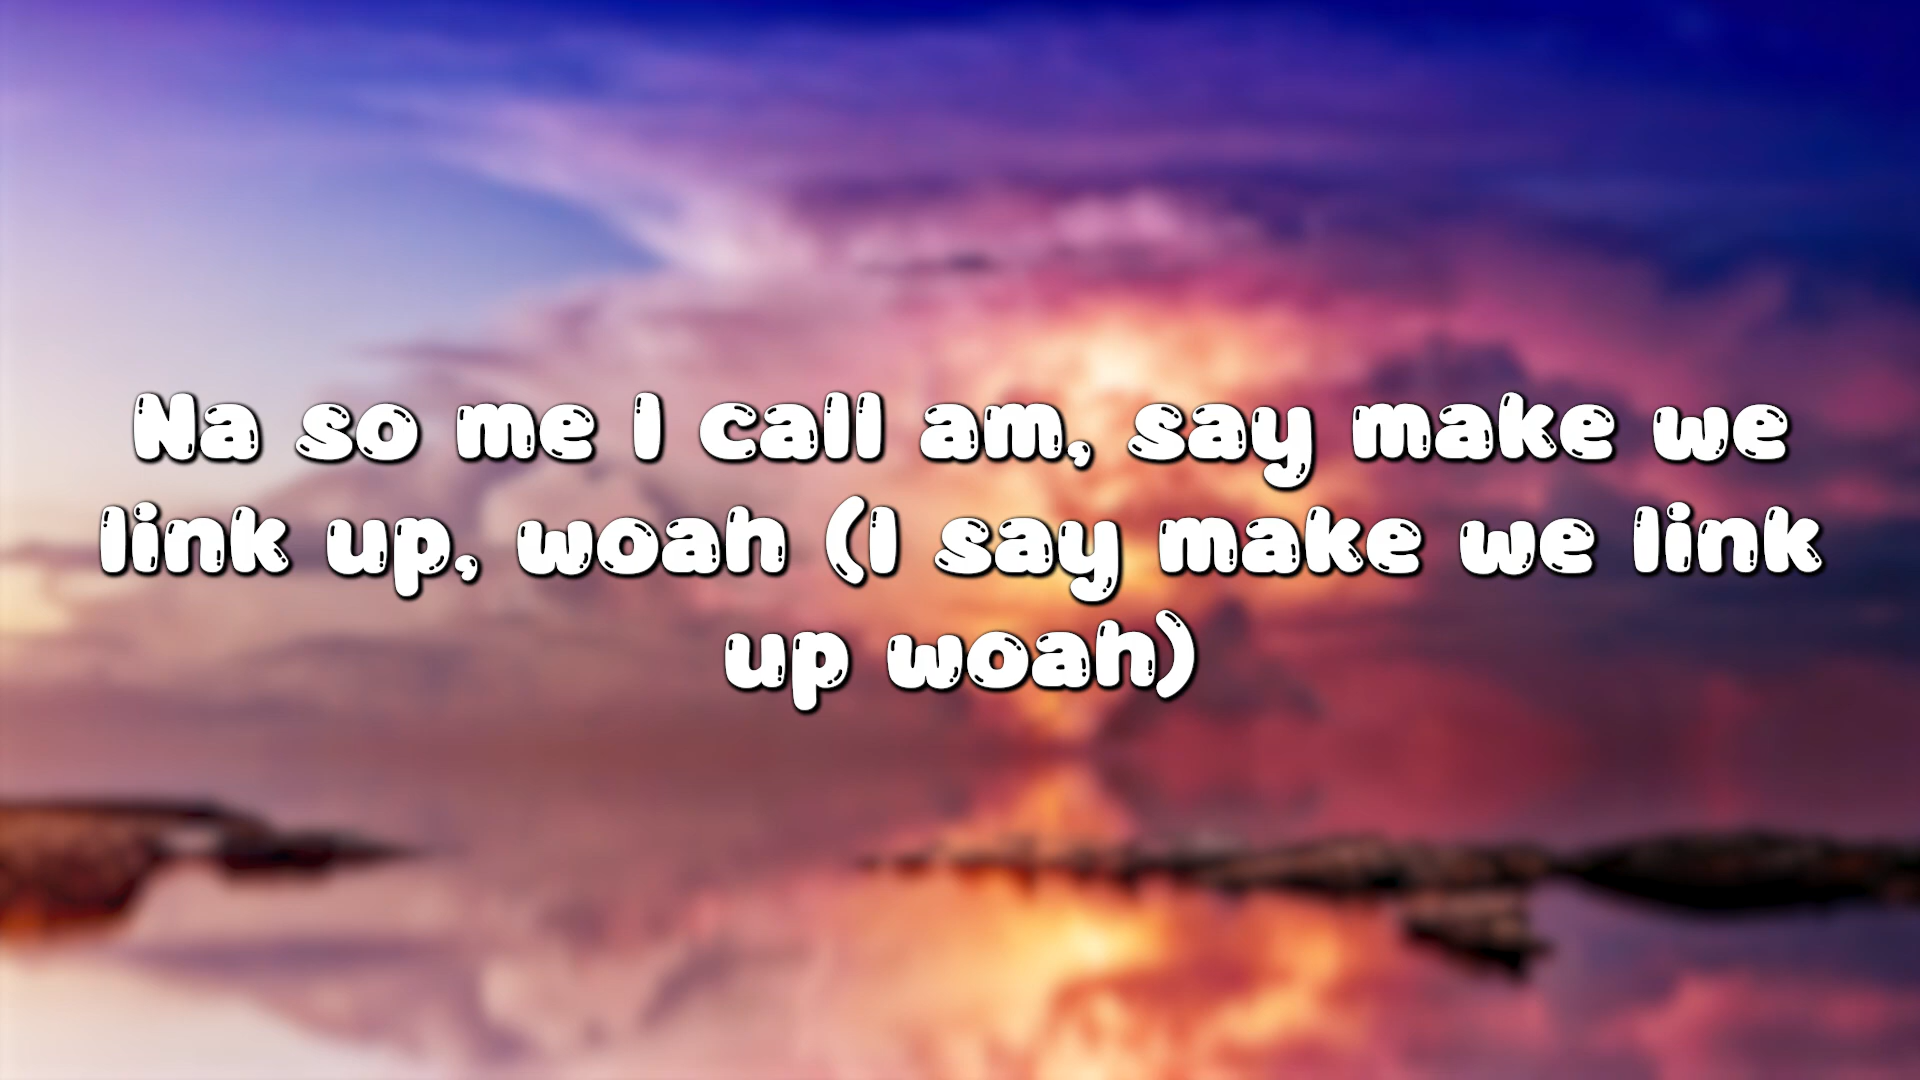 Na so me I call am, say make we
link up, woah (I say make we link
up woah)